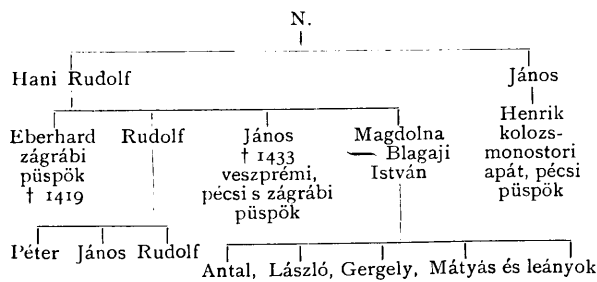 N.
Hani Rudolf
János
Eberhard
zágrábi
püspök
† 1419
Rudolf
János
† 1433
veszprémi,
pécsi s zágrábi
püspök
Magdolna
— Blagaji
István
Henrik
kolozs-
monostori
apát, pécsi
püspök
Péter János Rudolf
Antal, László, Gergely, Mátyás és leányok